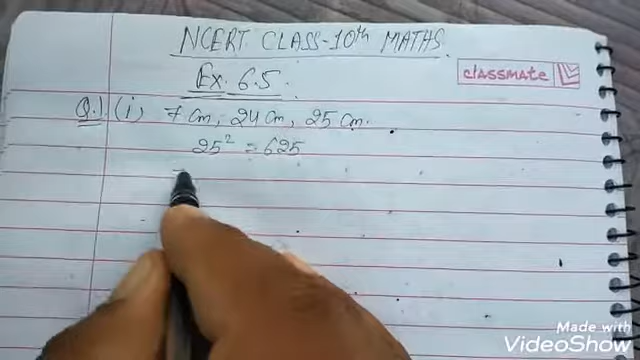 NCERT CLASS-10th MATHS.
Ex. 6.5
classmate
Q.1 (i) 7 cm, 24 cm, 25 cm.
25² = 625
Made with
VideoShow